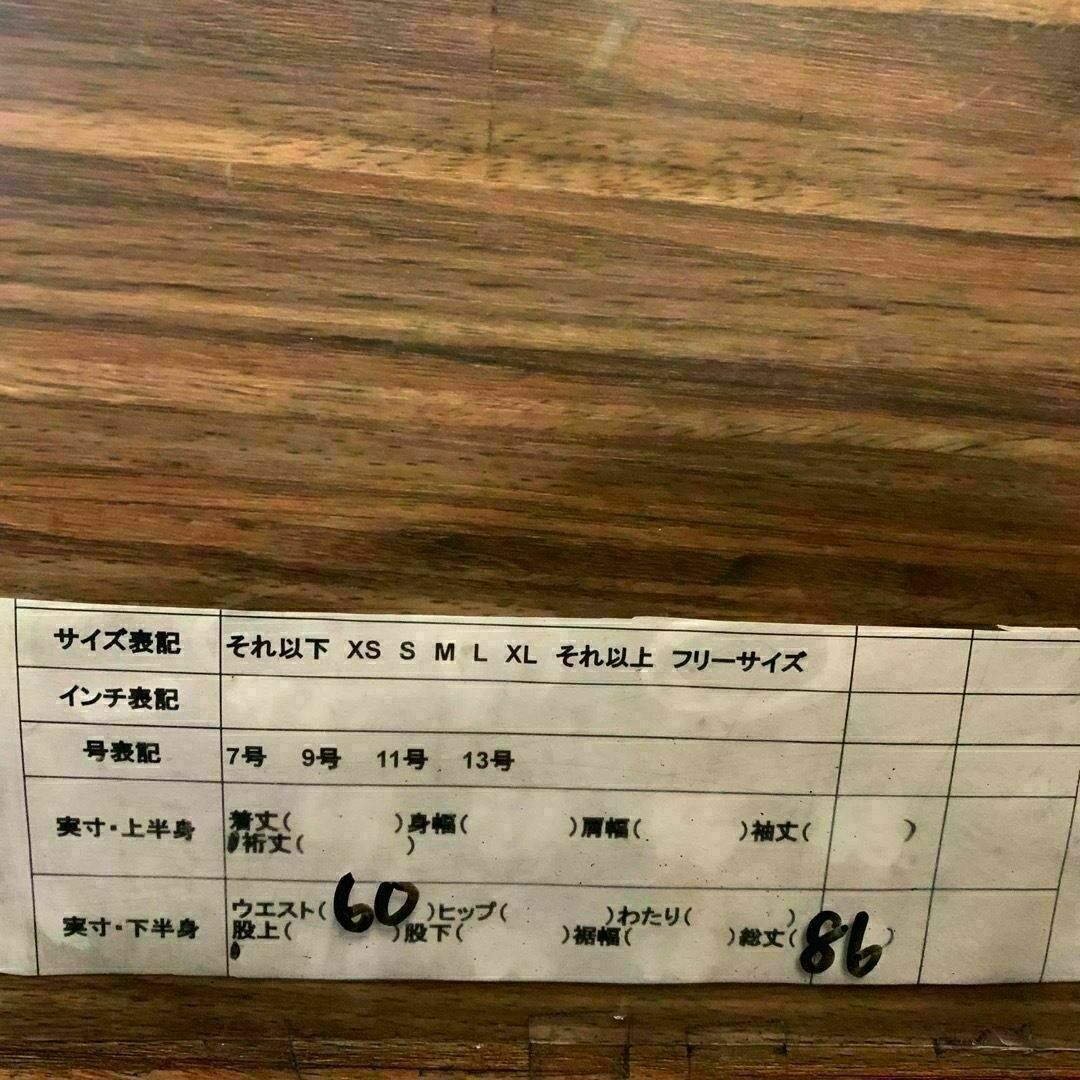 サイズ表記 それ以下 XS S M L XL それ以上 フリーサイズ
インチ表記
号表記 7号 9号 11号 13号
実寸・上半身 着丈( )身幅( )肩幅( )袖丈( )
裄丈( )
実寸・下半身 ウエスト(60)ヒップ( )わたり( )
股上( )股下( )裾幅( )総丈(86)